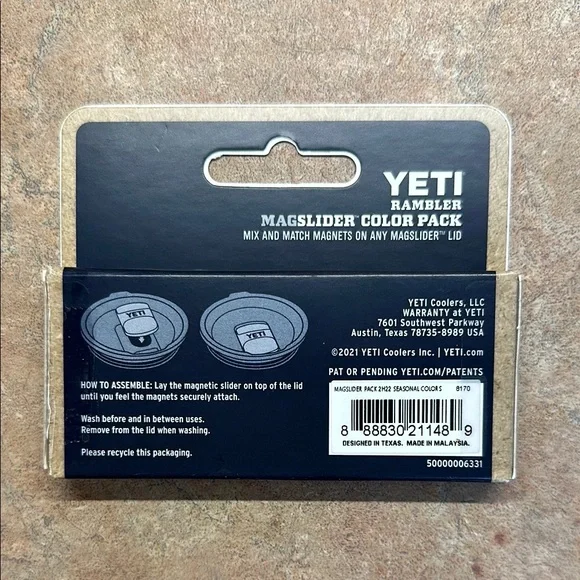 YETI
RAMBLER
MAGSLIDER™ COLOR PACK
MIX AND MATCH MAGNETS ON ANY MAGSLIDER™ LID
YETI
YETI
YETI Coolers, LLC
WARRANTY at YETI
7601 Southwest Parkway
Austin, Texas 78735-8989 USA
©2021 YETI Coolers Inc. | YETI.com
PAT OR PENDING YETI.COM/PATENTS
HOW TO ASSEMBLE: Lay the magnetic slider on top of the lid
until you feel the magnets securely attach.
Wash before and in between uses.
Remove from the lid when washing.
Please recycle this packaging.
MAGSLIDER PACK 2H22 SEASONAL COLORS 8170
8 88830 21148 9
DESIGNED IN TEXAS. MADE IN MALAYSIA.
50000006331